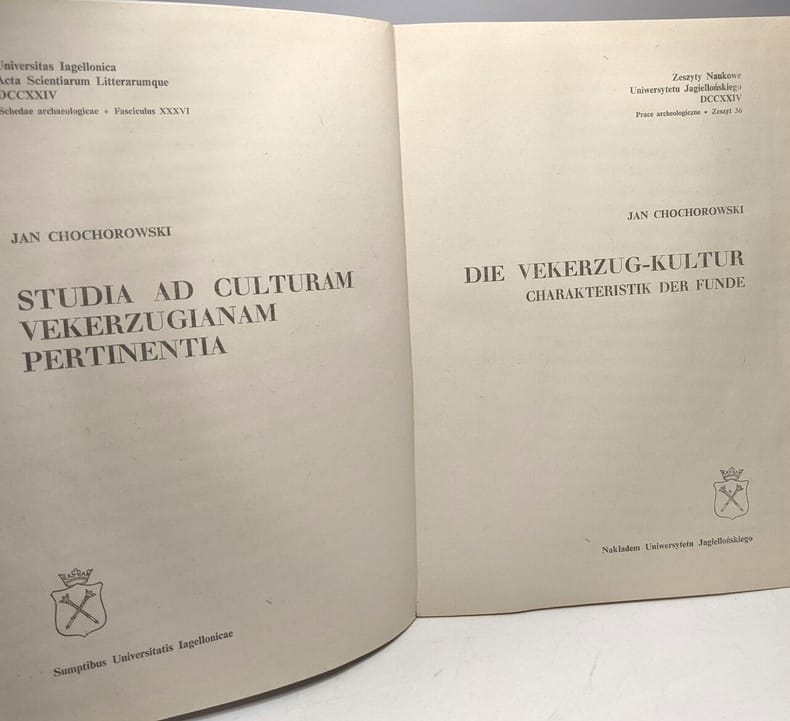 Universitas Iagellonica
Acta Scientiarum Litterarumque
DCCXXIV
Schedae archaeologicae • Fasciculus XXXVI
JAN CHOCHOROWSKI
STUDIA AD CULTURAM
VEKERZUGIANAM
PERTINENTIA
Sumptibus Universitatis Iagellonicae
Zeszyty Naukowe
Uniwersytetu Jagiellońskiego
DCCXXIV
Prace archeologiczne • Zeszyt 36
JAN CHOCHOROWSKI
DIE VEKERZUG-KULTUR
CHARAKTERISTIK DER FUNDE
Nakładem Uniwersytetu Jagiellońskiego